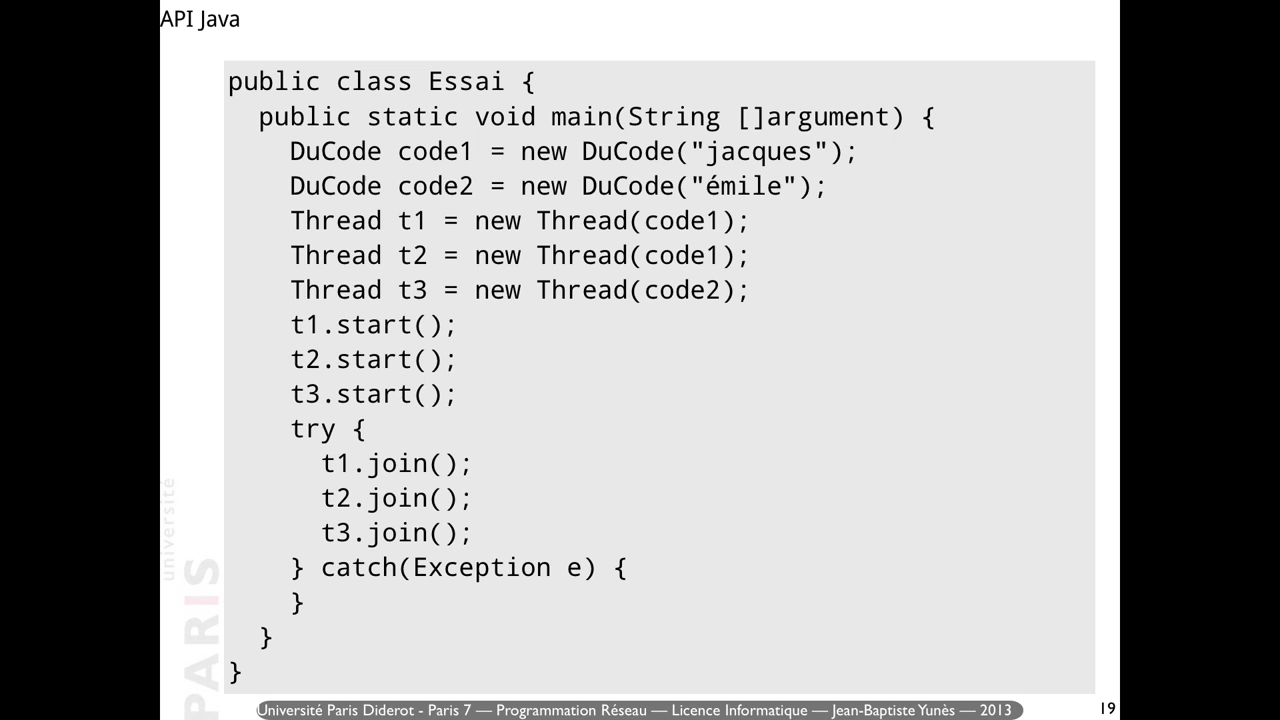 API Java
public class Essai {
  public static void main(String []argument) {
    DuCode code1 = new DuCode("jacques");
    DuCode code2 = new DuCode("émile");
    Thread t1 = new Thread(code1);
    Thread t2 = new Thread(code1);
    Thread t3 = new Thread(code2);
    t1.start();
    t2.start();
    t3.start();
    try {
      t1.join();
      t2.join();
      t3.join();
    } catch(Exception e) {
    }
  }
}
université
PARIS
Université Paris Diderot - Paris 7 — Programmation Réseau — Licence Informatique — Jean-Baptiste Yunès — 2013
19